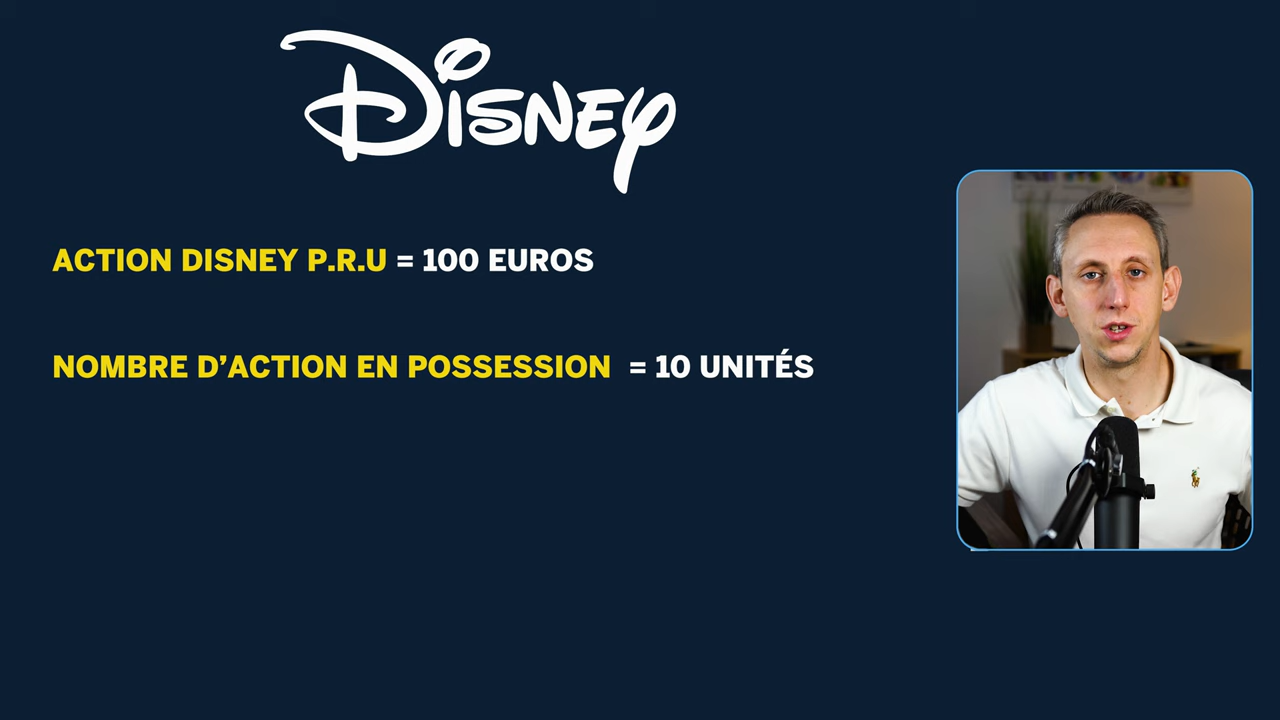 Disney
ACTION DISNEY P.R.U = 100 EUROS
NOMBRE D’ACTION EN POSSESSION = 10 UNITÉS